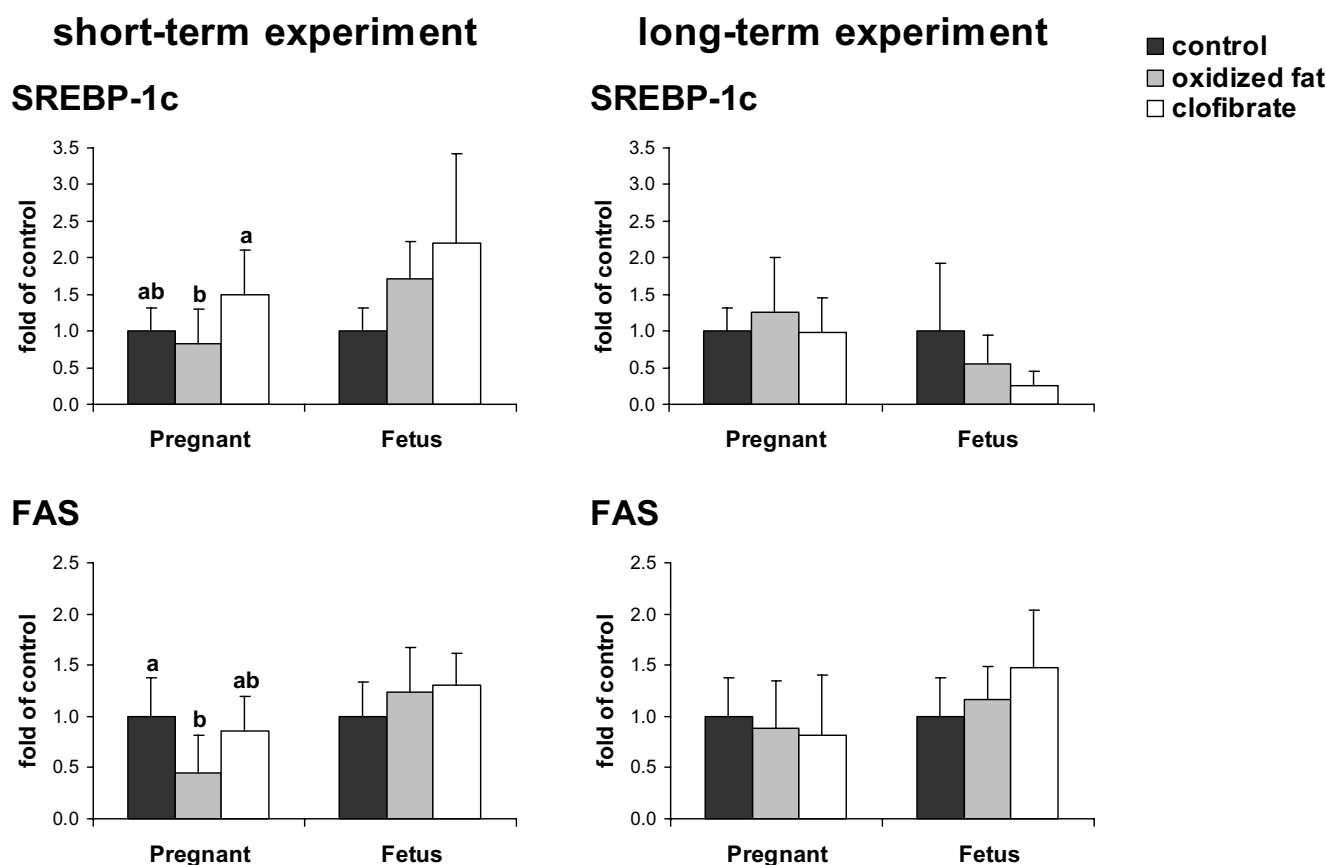 short-term experiment
long-term experiment
control
oxidized fat
clofibrate
SREBP-1c
fold of control
3.5
3.0
2.5
2.0
1.5
1.0
0.5
0.0
ab
b
a
Pregnant
Fetus
SREBP-1c
fold of control
3.5
3.0
2.5
2.0
1.5
1.0
0.5
0.0
Pregnant
Fetus
FAS
fold of control
2.5
2.0
1.5
1.0
0.5
0.0
a
b
ab
Pregnant
Fetus
FAS
fold of control
2.5
2.0
1.5
1.0
0.5
0.0
Pregnant
Fetus